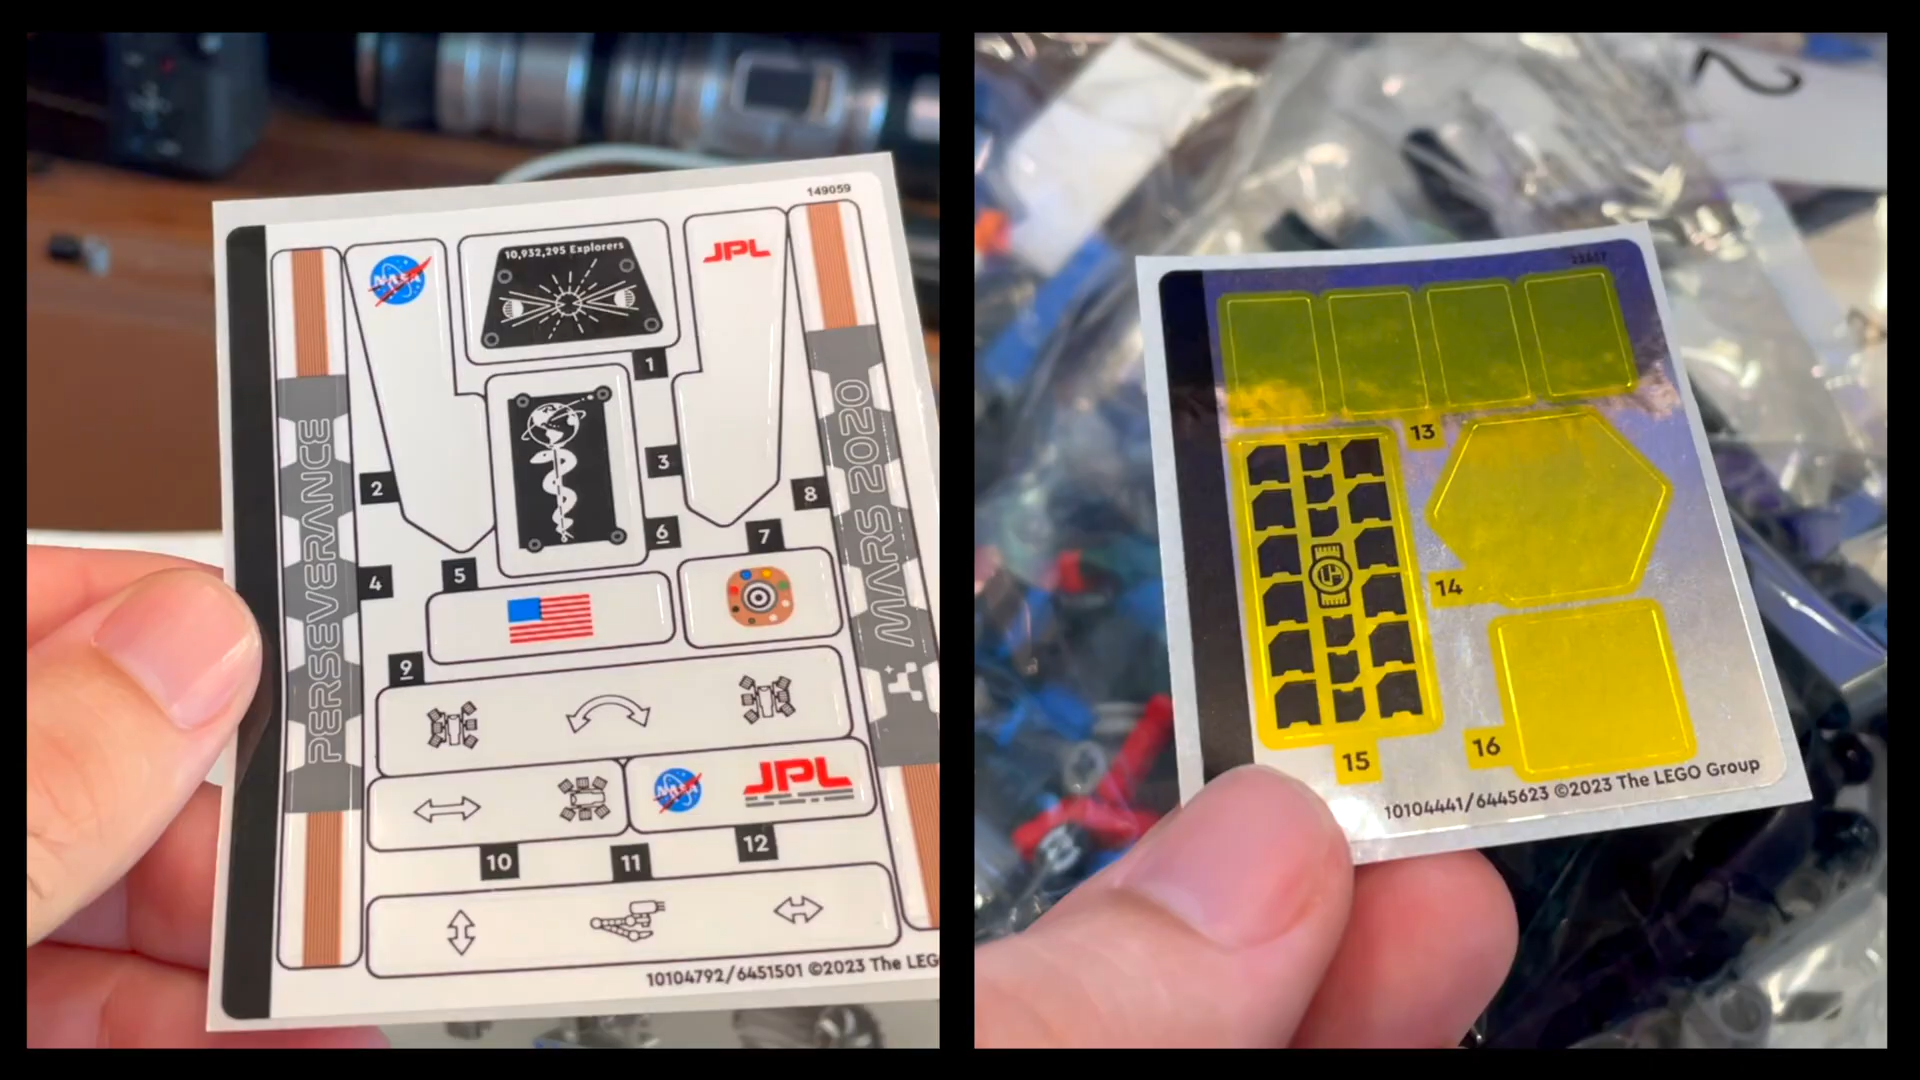 149059
NASA
10,932,295 Explorers
JPL
1
PERSEVERANCE
MARS 2020
2
3
8
6
7
4
5
9
NASA
JPL
10
11
12
10104792/6451501 ©2023 The LEG
2
13
14
15
16
10104441/6445623 ©2023 The LEGO Group